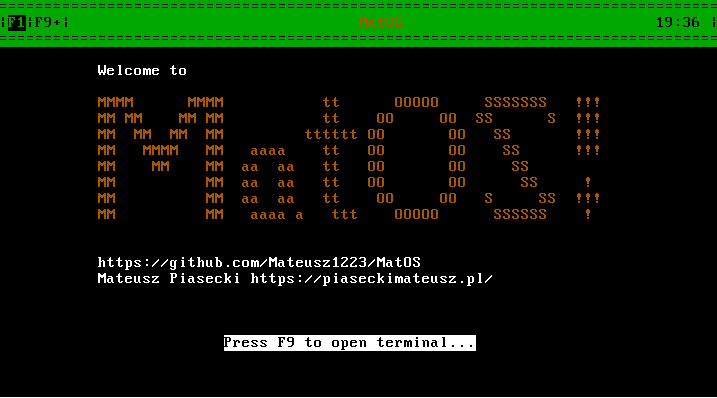 ================================================================================
|F1|F9+| MatOS 19:36 |
================================================================================
Welcome to
MMMM      MMMM           tt      OOOOO     SSSSSSS   !!!
MM MM    MM MM           tt    OO     OO  SS      S  !!!
MM  MM  MM  MM         tttttt OO       OO   SS       !!!
MM   MMMM   MM   aaaa    tt   OO       OO    SS      !!!
MM    MM    MM  aa  aa   tt   OO       OO     SS
MM          MM  aa  aa   tt   OO       OO      SS     !
MM          MM  aa  aa   tt    OO     OO   S     SS  !!!
MM          MM   aaaa a   ttt    OOOOO      SSSSSS    !
https://github.com/Mateusz1223/MatOS
Mateusz Piasecki https://piaseckimateusz.pl/
Press F9 to open terminal...